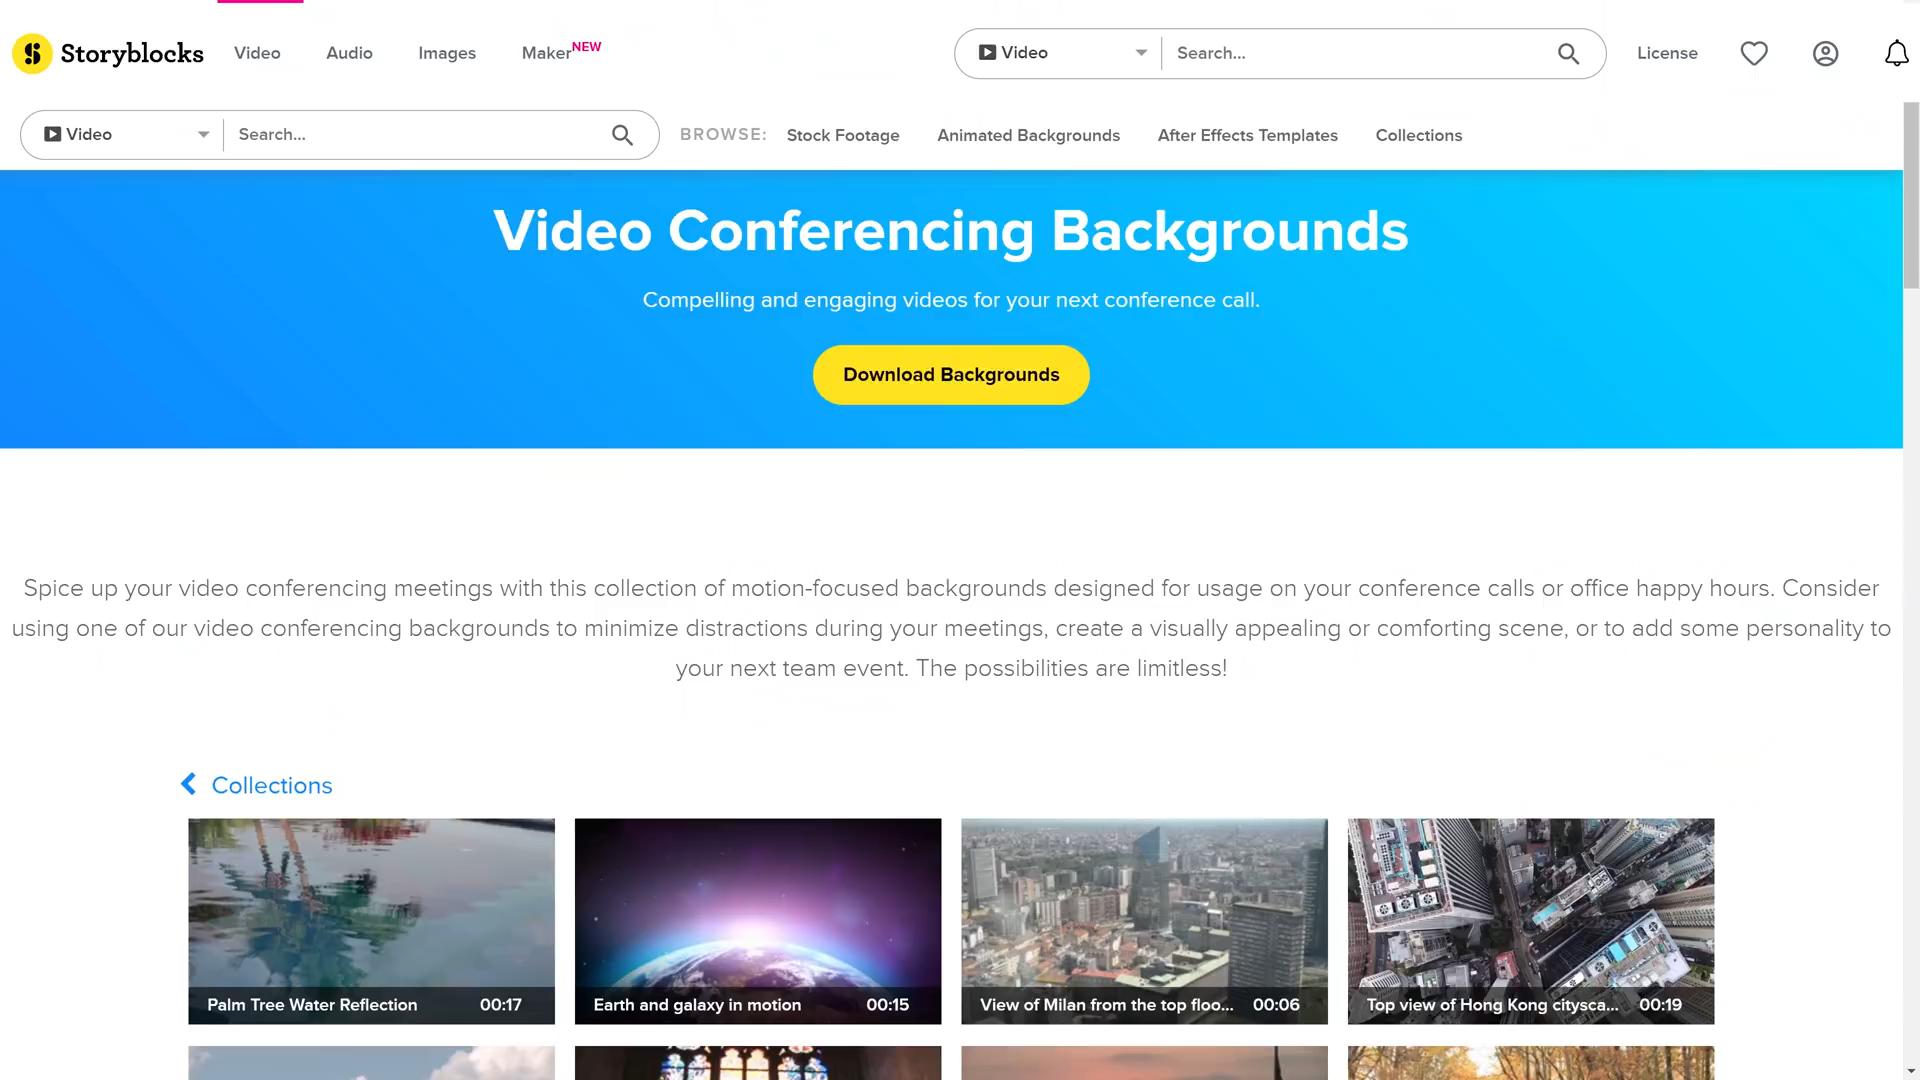 Storyblocks Video Audio Images Maker NEW Video Search... License
Video Search... BROWSE: Stock Footage Animated Backgrounds After Effects Templates Collections
Video Conferencing Backgrounds
Compelling and engaging videos for your next conference call.
Download Backgrounds
Spice up your video conferencing meetings with this collection of motion-focused backgrounds designed for usage on your conference calls or office happy hours. Consider
using one of our video conferencing backgrounds to minimize distractions during your meetings, create a visually appealing or comforting scene, or to add some personality to
your next team event. The possibilities are limitless!
Collections
Palm Tree Water Reflection 00:17
Earth and galaxy in motion 00:15
View of Milan from the top floo... 00:06
Top view of Hong Kong citysca... 00:19